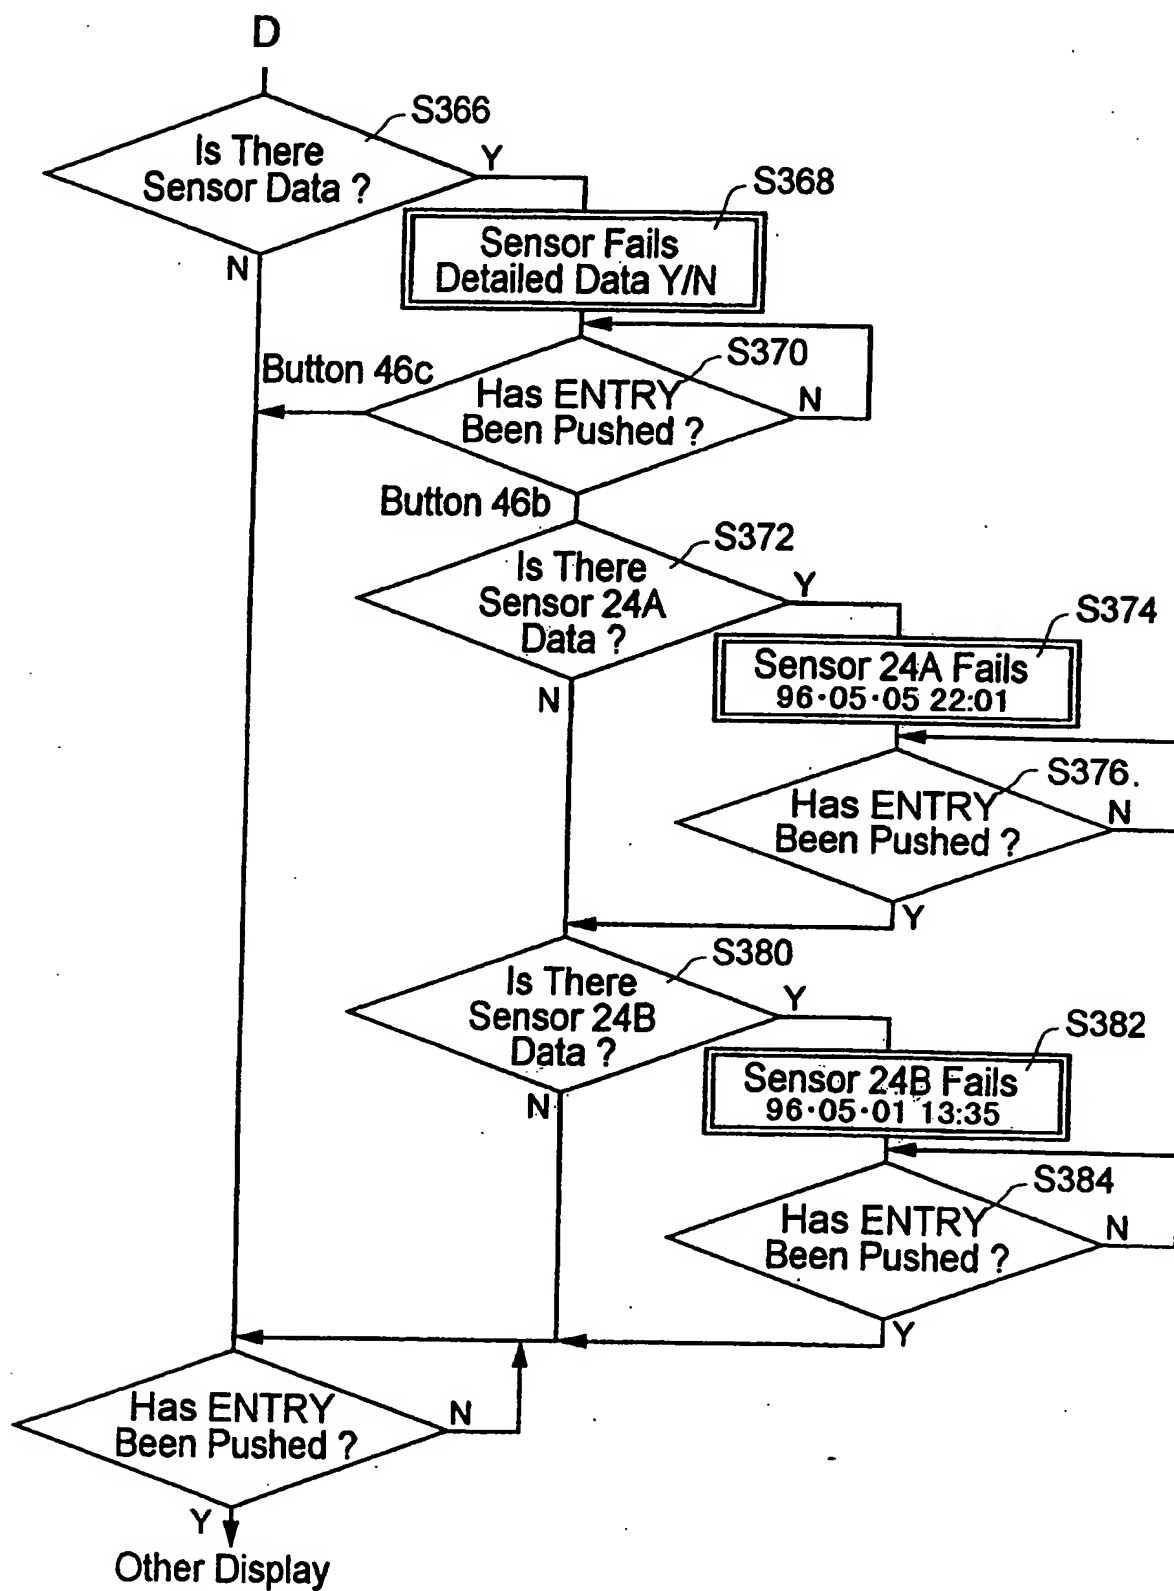 D
S366
Is There
Sensor Data ?
Y
N
S368
Sensor Fails
Detailed Data Y/N
Button 46c
S370
Has ENTRY
Been Pushed ?
N
Button 46b
S372
Is There
Sensor 24A
Data ?
Y
N
S374
Sensor 24A Fails
96·05·05 22:01
S376.
Has ENTRY
Been Pushed ?
N
Y
S380
Is There
Sensor 24B
Data ?
Y
N
S382
Sensor 24B Fails
96·05·01 13:35
S384
Has ENTRY
Been Pushed ?
N
Y
Has ENTRY
Been Pushed ?
N
Y
Other Display